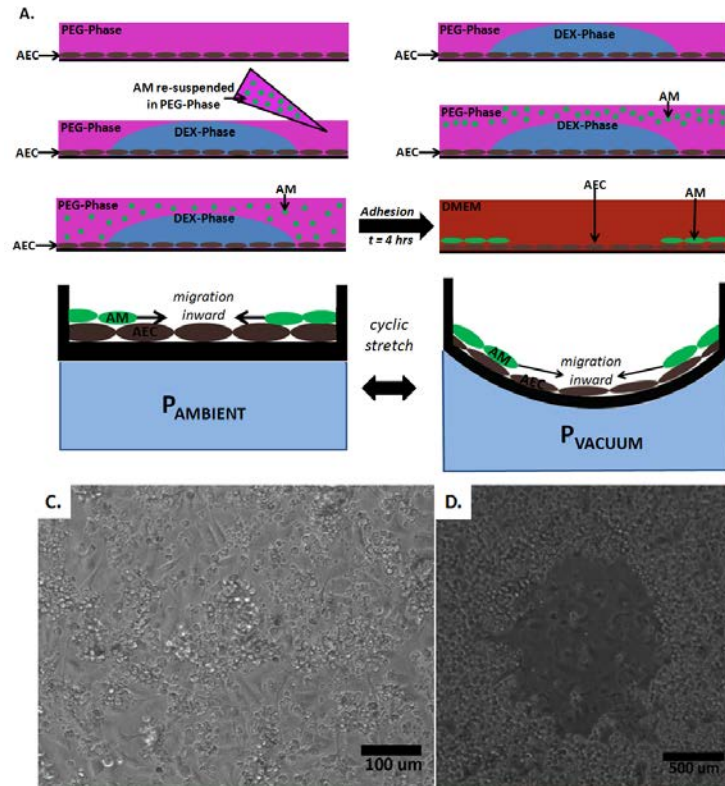 A.
PEG-Phase
AEC
PEG-Phase
DEX-Phase
AEC
AM re-suspended
in PEG-Phase
PEG-Phase
DEX-Phase
AEC
AM
PEG-Phase
DEX-Phase
AEC
AM
PEG-Phase
DEX-Phase
AEC
Adhesion
t = 4 hrs
AEC
AM
DMEM
migration
inward
AM
AEC
P AMBIENT
cyclic
stretch
AM
AEC
migration
inward
P VACUUM
C.
100 um
D.
500 um